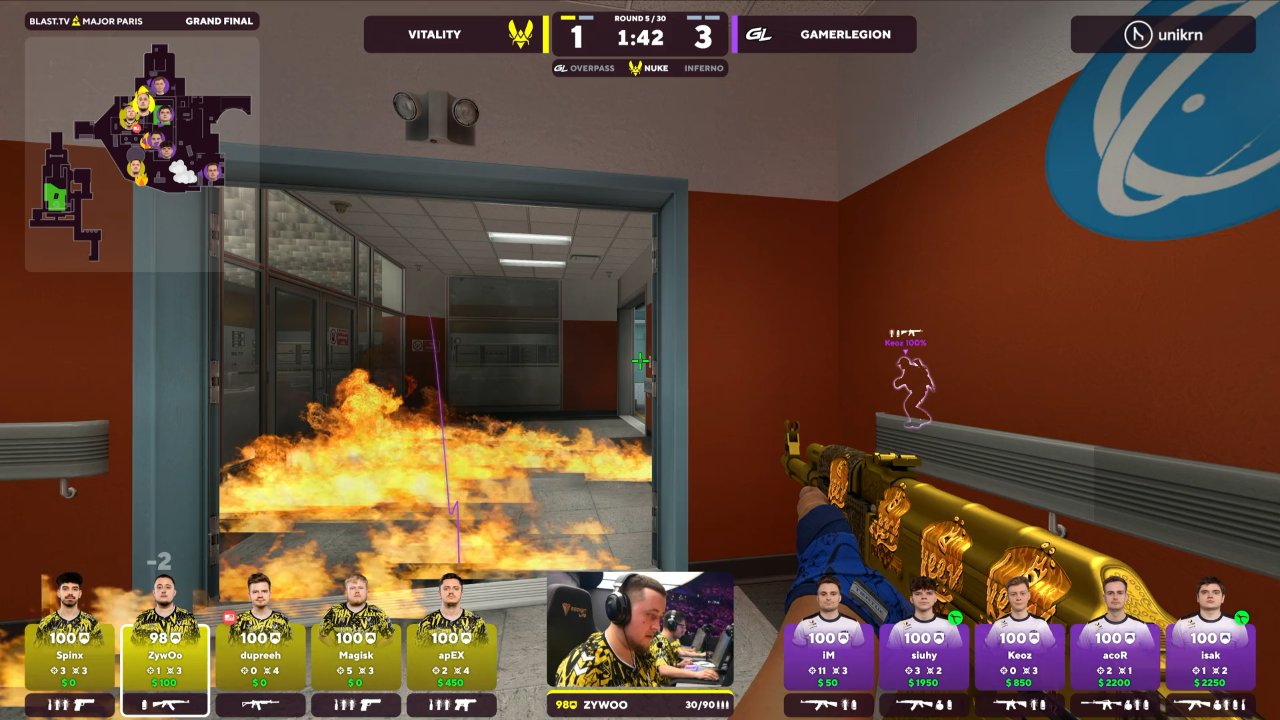 BLAST.TV MAJOR PARIS GRAND FINAL
VITALITY 1 ROUND 5 / 30 1:42 3 GL GAMERLEGION
GL OVERPASS NUKE INFERNO
unikrn
Keoz 100%
-2
100 98 100 100 100
Spinx ZywOo dupreeh Magisk apEX
1 3 1 3 0 4 5 3 2 4
$0 $100 $0 $0 $450
98 ZYWOO 30/90
100 100 100 100 100
iM siuhy Keoz acoR isak
11 3 3 2 0 3 2 1 1 2
$50 $1950 $850 $2200 $2250